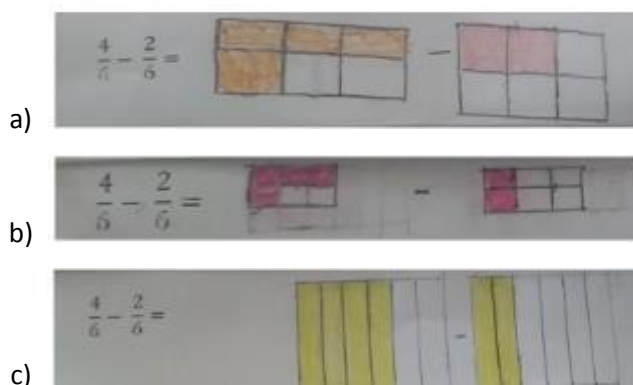 4/6 − 2/6 = −
a)
4/6 − 2/6 = -
b)
4/6 − 2/6 = -
c)